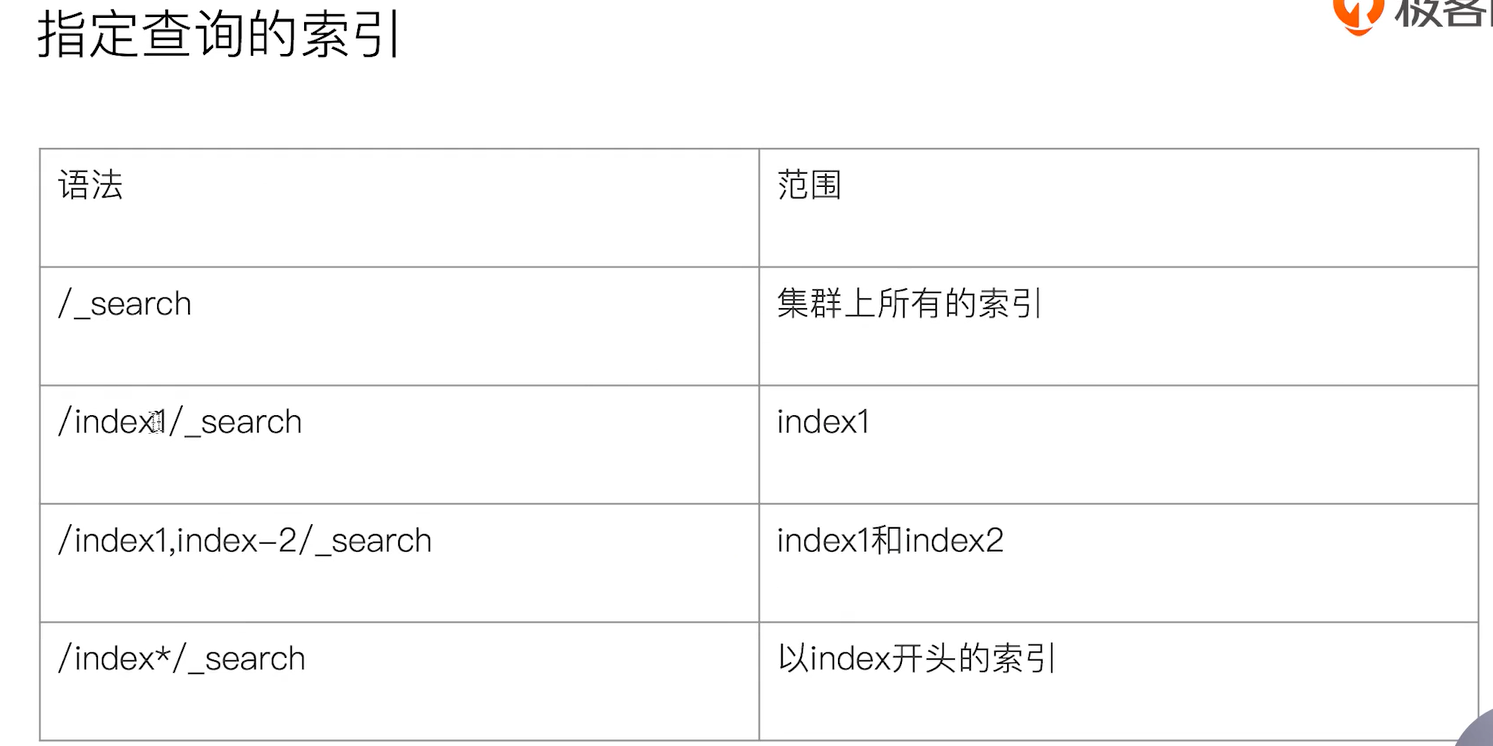 指定查询的索引
极客
语法
范围
/_search
集群上所有的索引
/index1/_search
index1
/index1,index-2/_search
index1和index2
/index*/_search
以index开头的索引